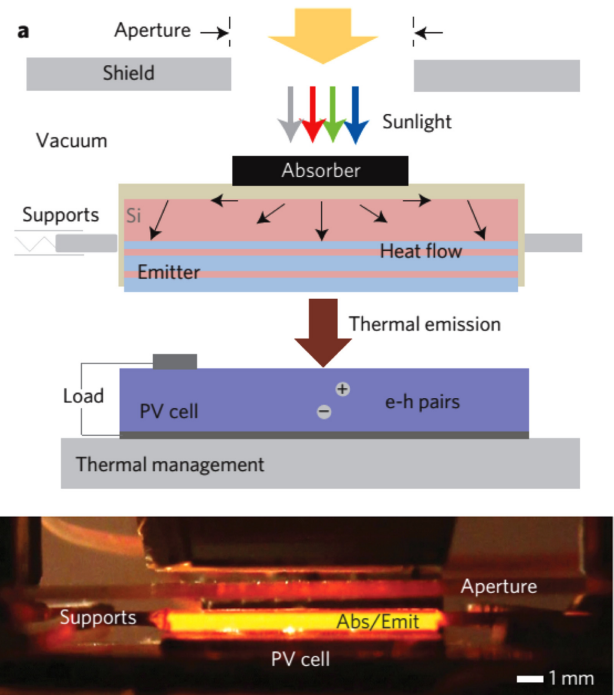 a
Aperture
Shield
Sunlight
Vacuum
Absorber
Supports
Si
Heat flow
Emitter
Thermal emission
Load
PV cell
e-h pairs
+
−
Thermal management
Aperture
Supports
Abs/Emit
PV cell
1 mm